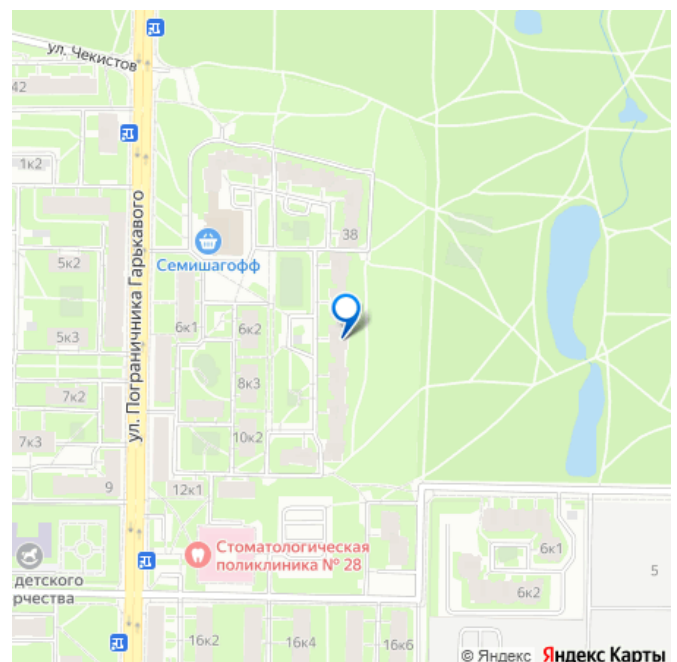 ул. Чекистов
42
1к2
ул. Пограничника Гарькавого
38
Семишагофф
5к2
6к1
6к2
5к3
8к3
7к2
10к2
7к3
9
12к1
Стоматологическая
поликлиника № 28
6к1
5
детского
рчества
6к2
16к2
16к4
16к6
© Яндекс Яндекс Карты